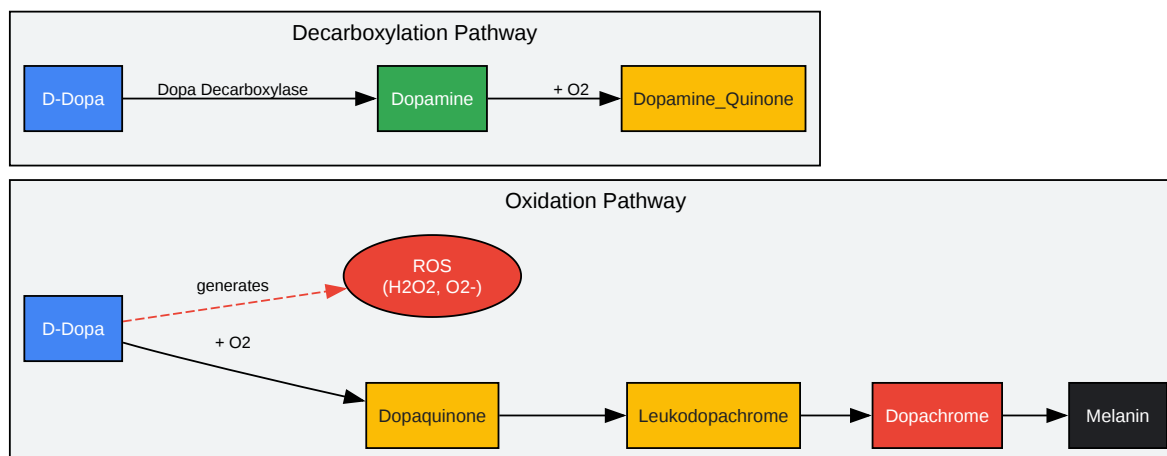 Decarboxylation Pathway
D-Dopa
Dopa Decarboxylase
Dopamine
+ O2
Dopamine_Quinone
Oxidation Pathway
ROS
(H2O2, O2-)
generates
D-Dopa
+ O2
Dopaquinone
Leukodopachrome
Dopachrome
Melanin